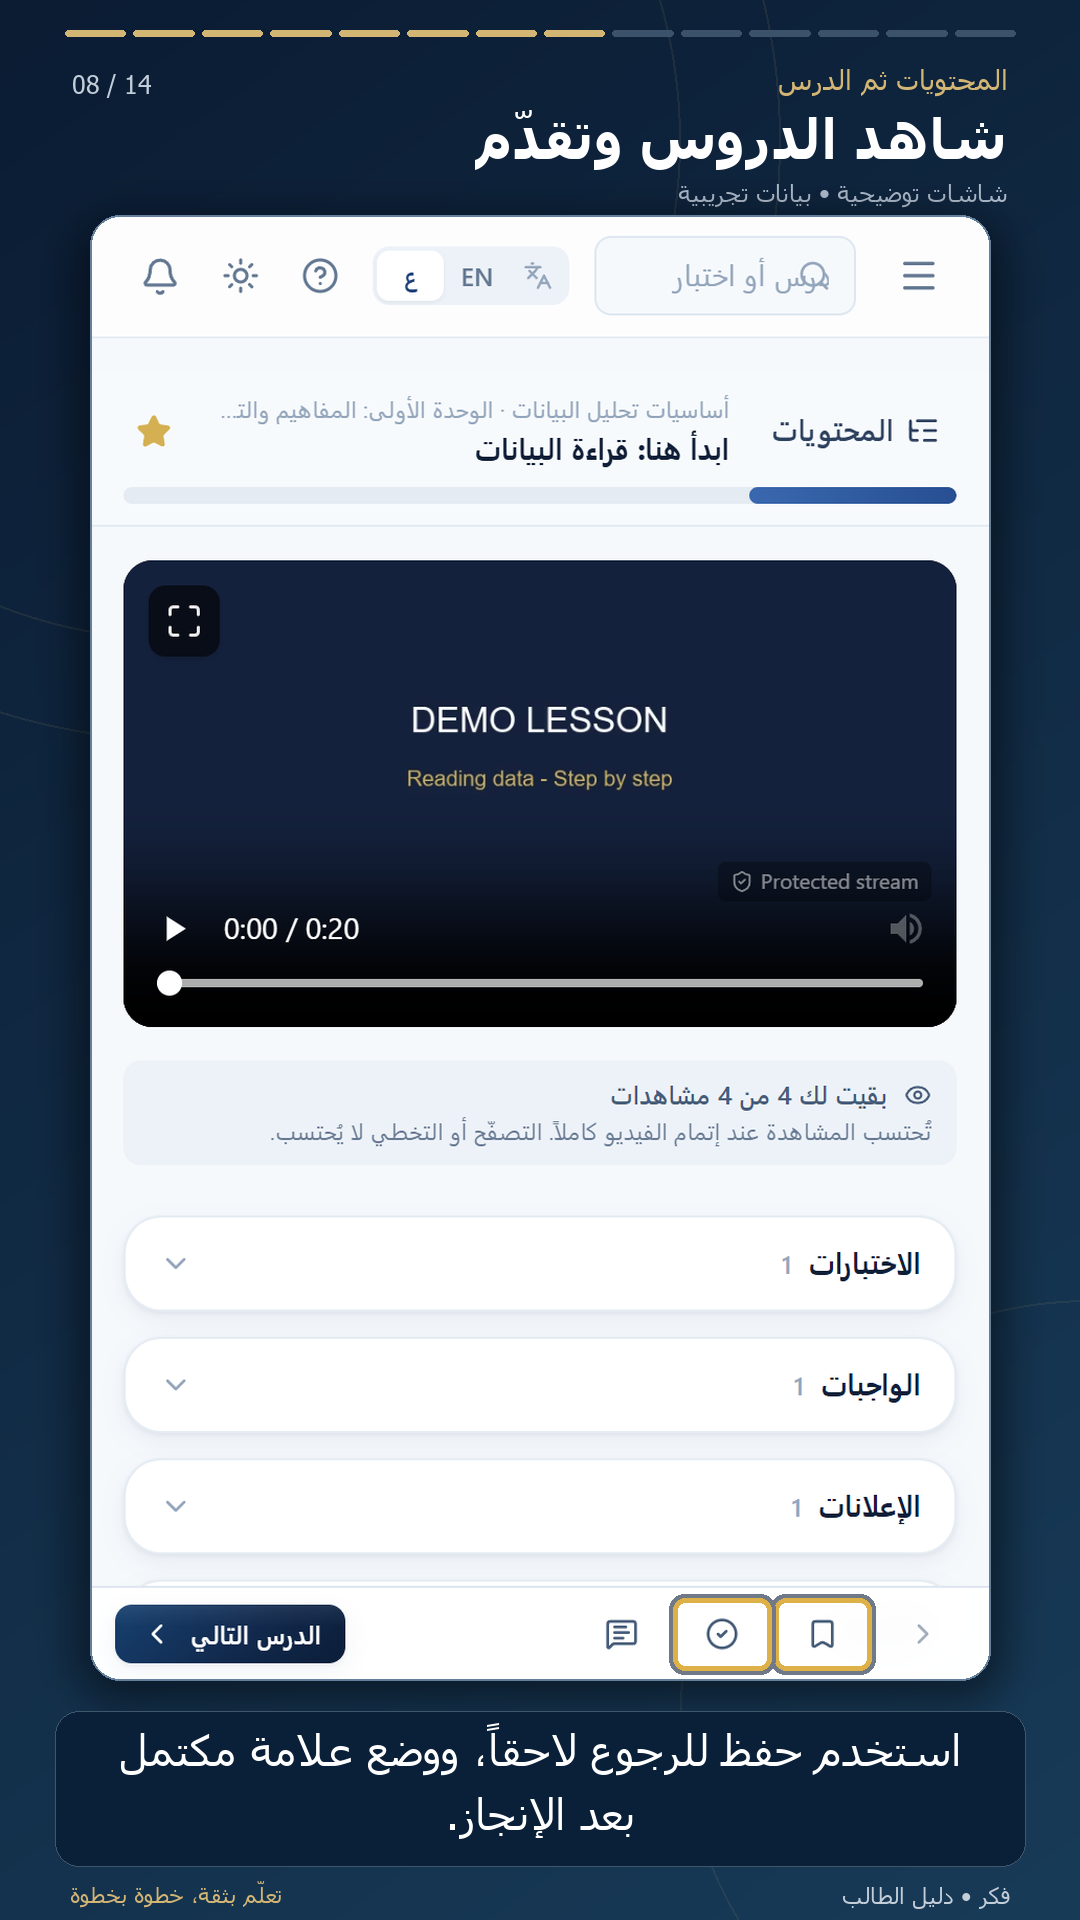 08 / 14
المحتويات ثم الدرس
شاهد الدروس وتقدّم
شاشات توضيحية • بيانات تجريبية
أو اختبار
EN
ع
المحتويات
أساسيات تحليل البيانات · الوحدة الأولى: المفاهيم والتـ...
ابدأ هنا: قراءة البيانات
DEMO LESSON
Reading data - Step by step
Protected stream
0:00 / 0:20
بقيت لك 4 من 4 مشاهدات
تُحتسب المشاهدة عند إتمام الفيديو كاملاً. التصفّح أو التخطي لا يُحتسب.
الاختبارات 1
الواجبات 1
الإعلانات 1
الدرس التالي
استخدم حفظ للرجوع لاحقاً، ووضع علامة مكتمل
بعد الإنجاز.
فكر • دليل الطالب
تعلّم بثقة، خطوة بخطوة